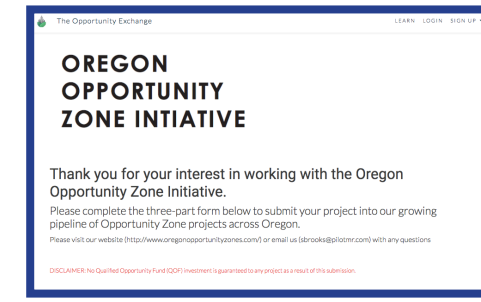 The Opportunity Exchange LEARN LOGIN SIGN UP
OREGON
OPPORTUNITY
ZONE INTIATIVE
Thank you for your interest in working with the Oregon
Opportunity Zone Initiative.
Please complete the three-part form below to submit your project into our growing
pipeline of Opportunity Zone projects across Oregon.
Please visit our website (http://www.oregonopportunityzones.com/) or email us (sbrooks@pilotmr.com) with any questions
DISCLAIMER: No Qualified Opportunity Fund (QOF) investment is guaranteed to any project as a result of this submission.